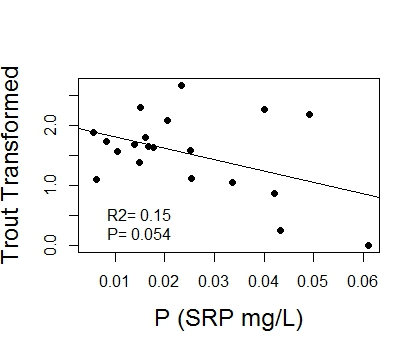 Trout Transformed
2.0
1.0
0.0
R2= 0.15
P= 0.054
0.01 0.02 0.03 0.04 0.05 0.06
P (SRP mg/L)